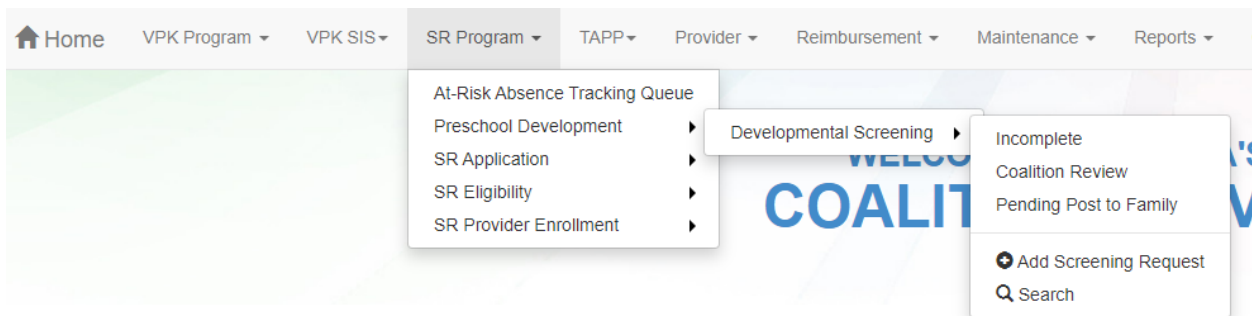 Home VPK Program VPK SIS SR Program TAPP Provider Reimbursement Maintenance Reports
At-Risk Absence Tracking Queue
Preschool Development
SR Application
SR Eligibility
SR Provider Enrollment
Developmental Screening
Incomplete
Coalition Review
Pending Post to Family
Add Screening Request
Search